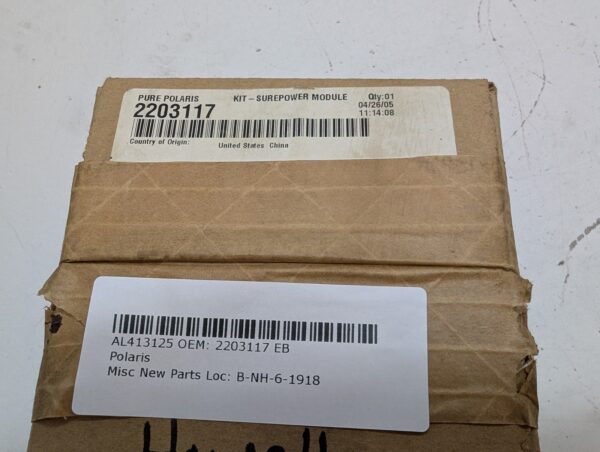 PURE POLARIS KIT - SUREPOWER MODULE Qty:01
2203117 04/26/05
11:14:08
Country of Origin: United States China
AL413125 OEM: 2203117 EB
Polaris
Misc New Parts Loc: B-NH-6-1918